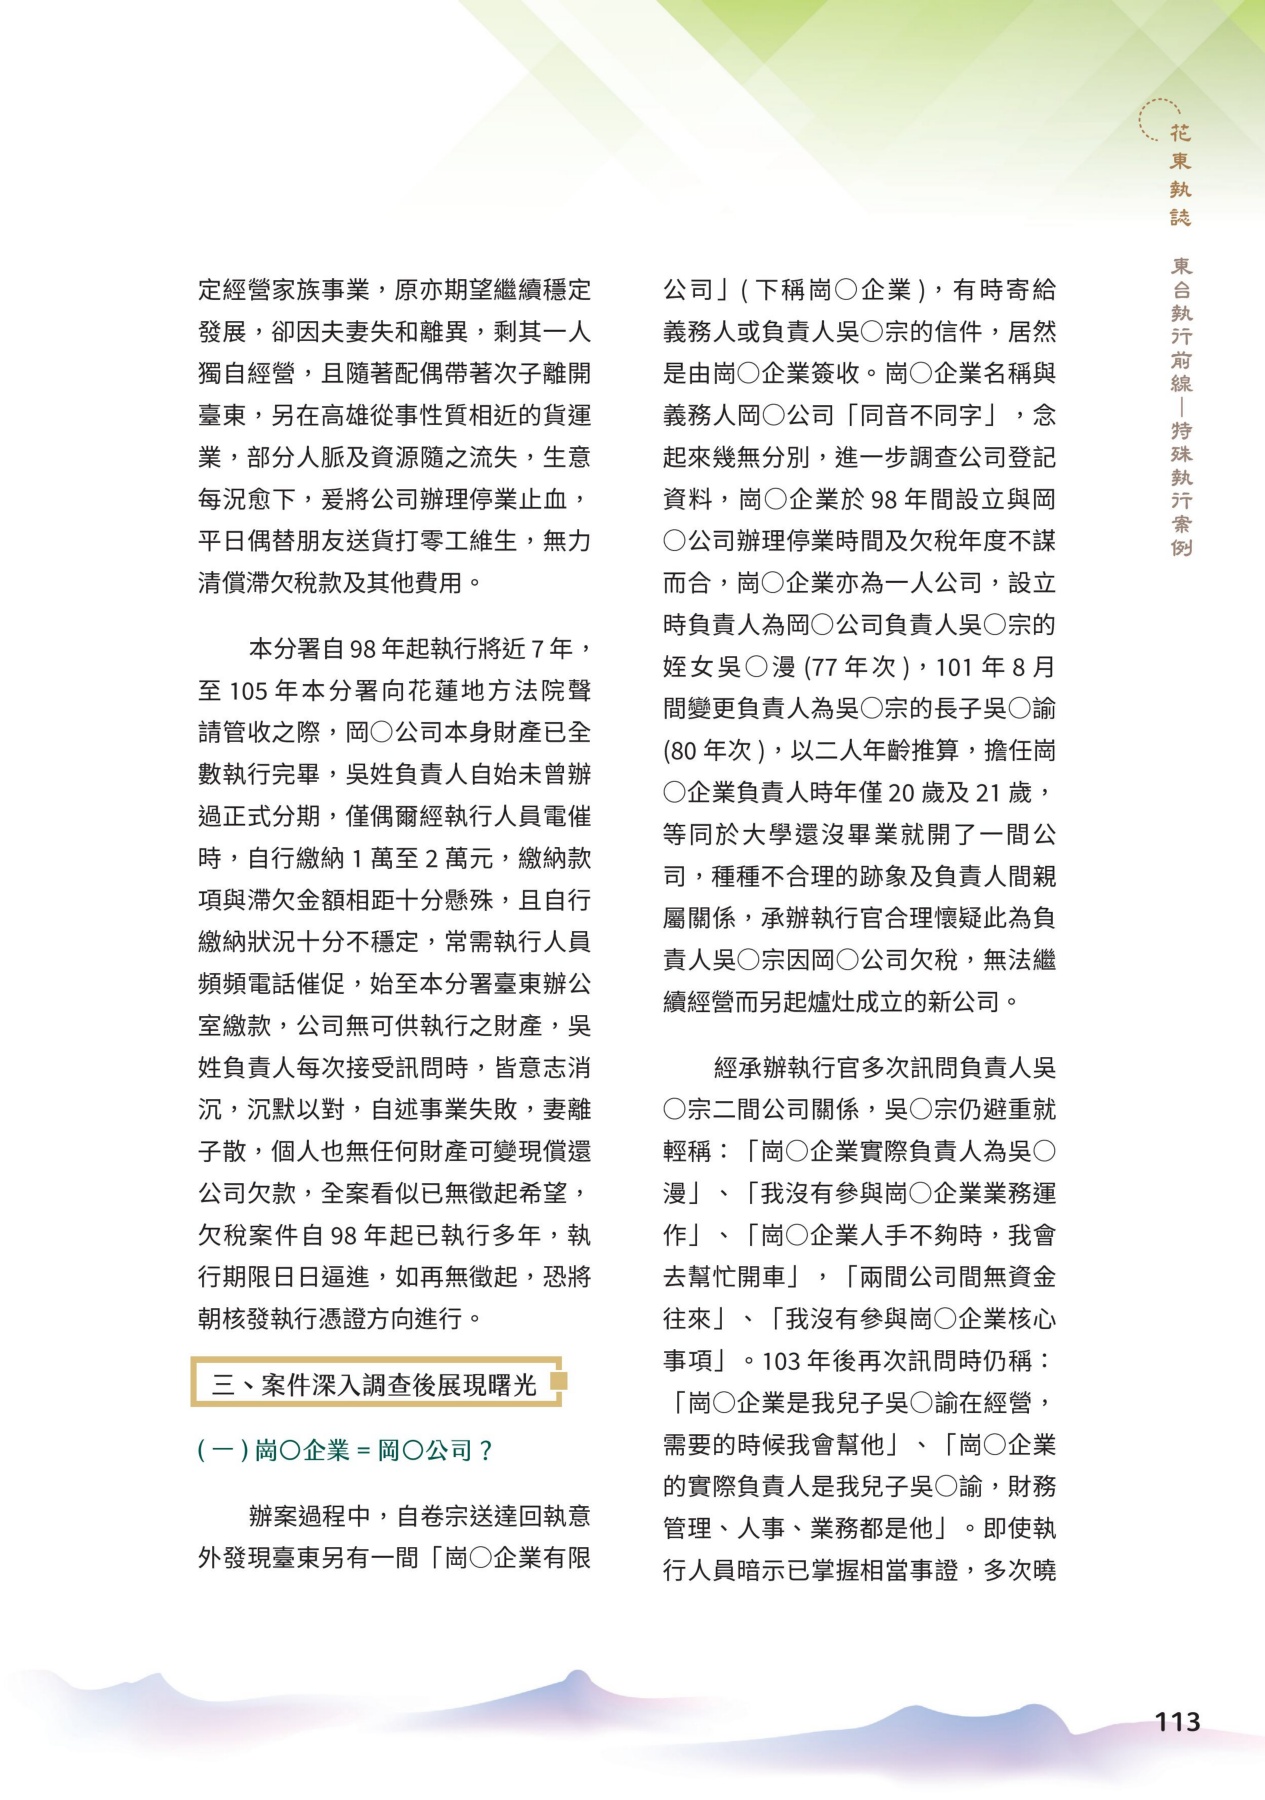 花東執誌 東台執行前線—特殊執行案例
定經營家族事業，原亦期望繼續穩定
發展，卻因夫妻失和離異，剩其一人
獨自經營，且隨著配偶帶著次子離開
臺東，另在高雄從事性質相近的貨運
業，部分人脈及資源隨之流失，生意
每況愈下，爰將公司辦理停業止血，
平日偶替朋友送貨打零工維生，無力
清償滯欠稅款及其他費用。
本分署自 98 年起執行將近 7 年，
至 105 年本分署向花蓮地方法院聲
請管收之際，岡○公司本身財產已全
數執行完畢，吳姓負責人自始未曾辦
過正式分期，僅偶爾經執行人員電催
時，自行繳納 1 萬至 2 萬元，繳納款
項與滯欠金額相距十分懸殊，且自行
繳納狀況十分不穩定，常需執行人員
頻頻電話催促，始至本分署臺東辦公
室繳款，公司無可供執行之財產，吳
姓負責人每次接受訊問時，皆意志消
沉，沉默以對，自述事業失敗，妻離
子散，個人也無任何財產可變現償還
公司欠款，全案看似已無徵起希望，
欠稅案件自 98 年起已執行多年，執
行期限日日逼進，如再無徵起，恐將
朝核發執行憑證方向進行。
三、案件深入調查後展現曙光
( 一 ) 崗○企業 = 岡○公司？
辦案過程中，自卷宗送達回執意
外發現臺東另有一間「崗○企業有限
公司」( 下稱崗○企業 )，有時寄給
義務人或負責人吳○宗的信件，居然
是由崗○企業簽收。崗○企業名稱與
義務人岡○公司「同音不同字」，念
起來幾無分別，進一步調查公司登記
資料，崗○企業於 98 年間設立與岡
○公司辦理停業時間及欠稅年度不謀
而合，崗○企業亦為一人公司，設立
時負責人為岡○公司負責人吳○宗的
姪女吳○漫 (77 年次 )，101 年 8 月
間變更負責人為吳○宗的長子吳○諭
(80 年次 )，以二人年齡推算，擔任崗
○企業負責人時年僅 20 歲及 21 歲，
等同於大學還沒畢業就開了一間公
司，種種不合理的跡象及負責人間親
屬關係，承辦執行官合理懷疑此為負
責人吳○宗因岡○公司欠稅，無法繼
續經營而另起爐灶成立的新公司。
經承辦執行官多次訊問負責人吳
○宗二間公司關係，吳○宗仍避重就
輕稱：「崗○企業實際負責人為吳○
漫」、「我沒有參與崗○企業業務運
作」、「崗○企業人手不夠時，我會
去幫忙開車」，「兩間公司間無資金
往來」、「我沒有參與崗○企業核心
事項」。103 年後再次訊問時仍稱：
「崗○企業是我兒子吳○諭在經營，
需要的時候我會幫他」、「崗○企業
的實際負責人是我兒子吳○諭，財務
管理、人事、業務都是他」。即使執
行人員暗示已掌握相當事證，多次曉
113